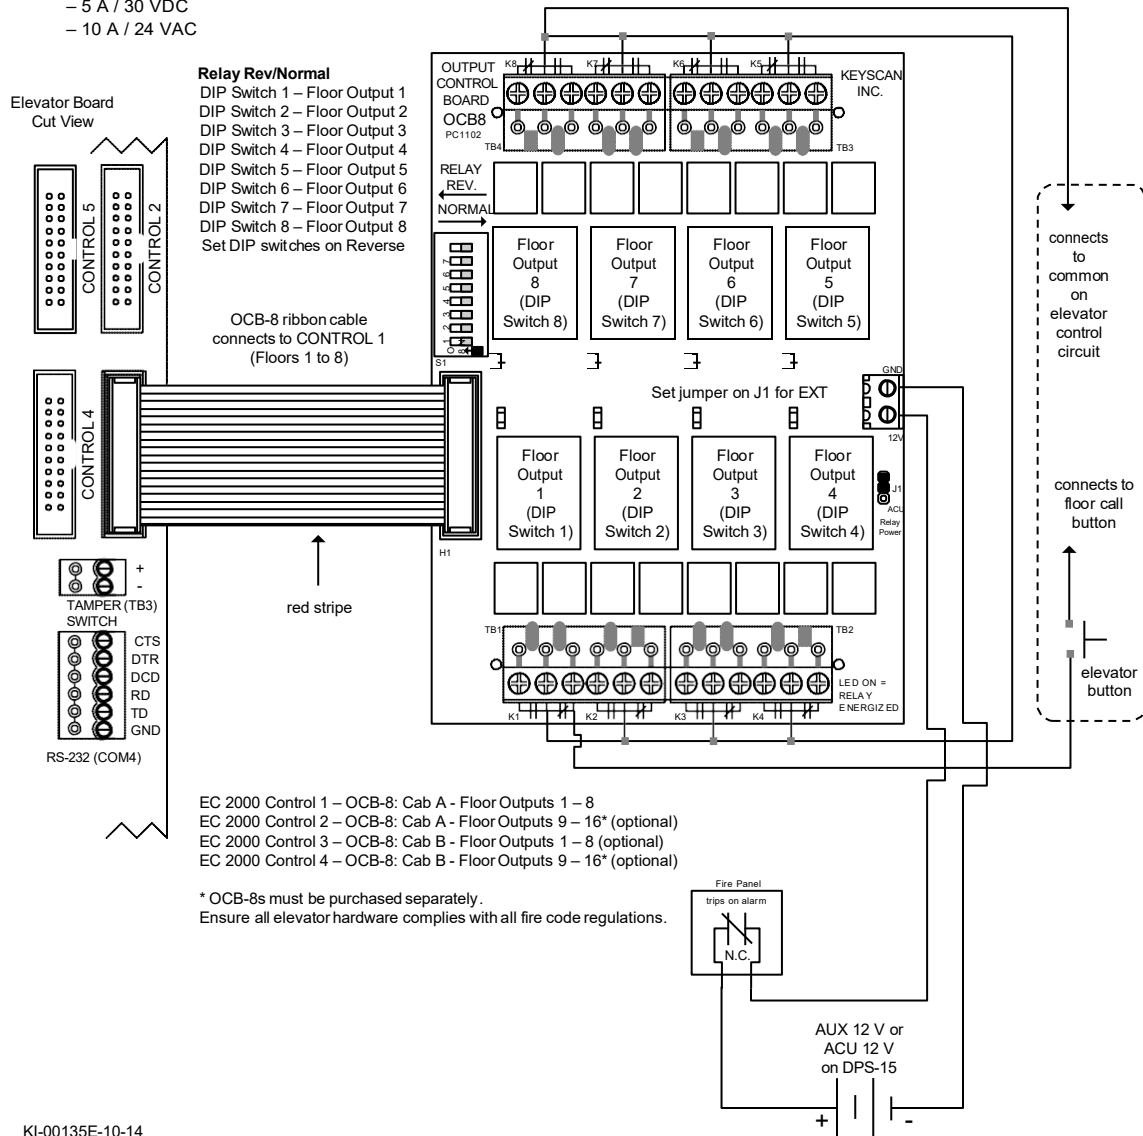 – 5 A / 30 VDC
– 10 A / 24 VAC
Relay Rev/Normal
DIP Switch 1 – Floor Output 1
DIP Switch 2 – Floor Output 2
DIP Switch 3 – Floor Output 3
DIP Switch 4 – Floor Output 4
DIP Switch 5 – Floor Output 5
DIP Switch 6 – Floor Output 6
DIP Switch 7 – Floor Output 7
DIP Switch 8 – Floor Output 8
Set DIP switches on Reverse
Elevator Board
Cut View
CONTROL 5
CONTROL 2
CONTROL 4
OCB-8 ribbon cable
connects to CONTROL 1
(Floors 1 to 8)
red stripe
TAMPER (TB3)
SWITCH
+
-
CTS
DTR
DCD
RD
TD
GND
RS-232 (COM4)
OUTPUT
CONTROL
BOARD
OCB8
PC1102
KEYSCAN
INC.
K8
K7
K6
K5
TB4
TB3
RELAY
REV.
NORMAL
7
6
5
4
3
2
1
S1
Floor
Output
8
(DIP
Switch 8)
Floor
Output
7
(DIP
Switch 7)
Floor
Output
6
(DIP
Switch 6)
Floor
Output
5
(DIP
Switch 5)
Set jumper on J1 for EXT
GND
12V
J1
ACU
Relay
Power
Floor
Output
1
(DIP
Switch 1)
Floor
Output
2
(DIP
Switch 2)
Floor
Output
3
(DIP
Switch 3)
Floor
Output
4
(DIP
Switch 4)
H1
TB1
TB2
K1
K2
K3
K4
LED ON =
RELAY
ENERGIZED
connects
to
common
on
elevator
control
circuit
connects to
floor call
button
elevator
button
EC 2000 Control 1 – OCB-8: Cab A - Floor Outputs 1 – 8
EC 2000 Control 2 – OCB-8: Cab A - Floor Outputs 9 – 16* (optional)
EC 2000 Control 3 – OCB-8: Cab B - Floor Outputs 1 – 8 (optional)
EC 2000 Control 4 – OCB-8: Cab B - Floor Outputs 9 – 16* (optional)
* OCB-8s must be purchased separately.
Ensure all elevator hardware complies with all fire code regulations.
Fire Panel
trips on alarm
N.C.
AUX 12 V or
ACU 12 V
on DPS-15
+
-
KI-00135E-10-14